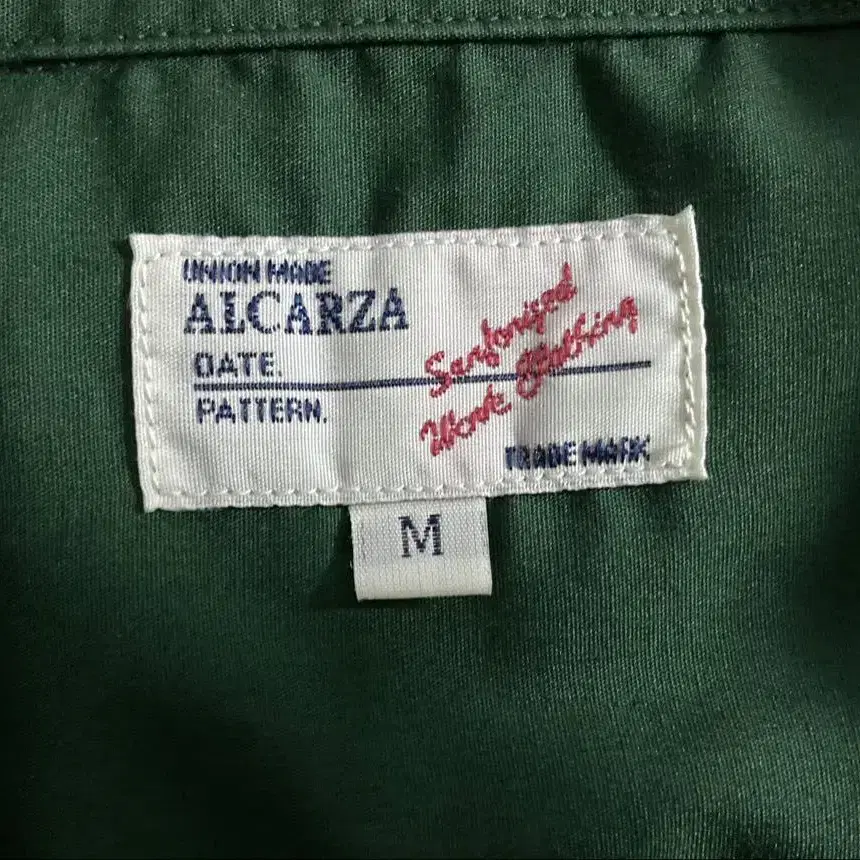 UNION MADE
ALCARZA
DATE.
PATTERN.
Sanforized
Work Clothing
TRADE MARK
M